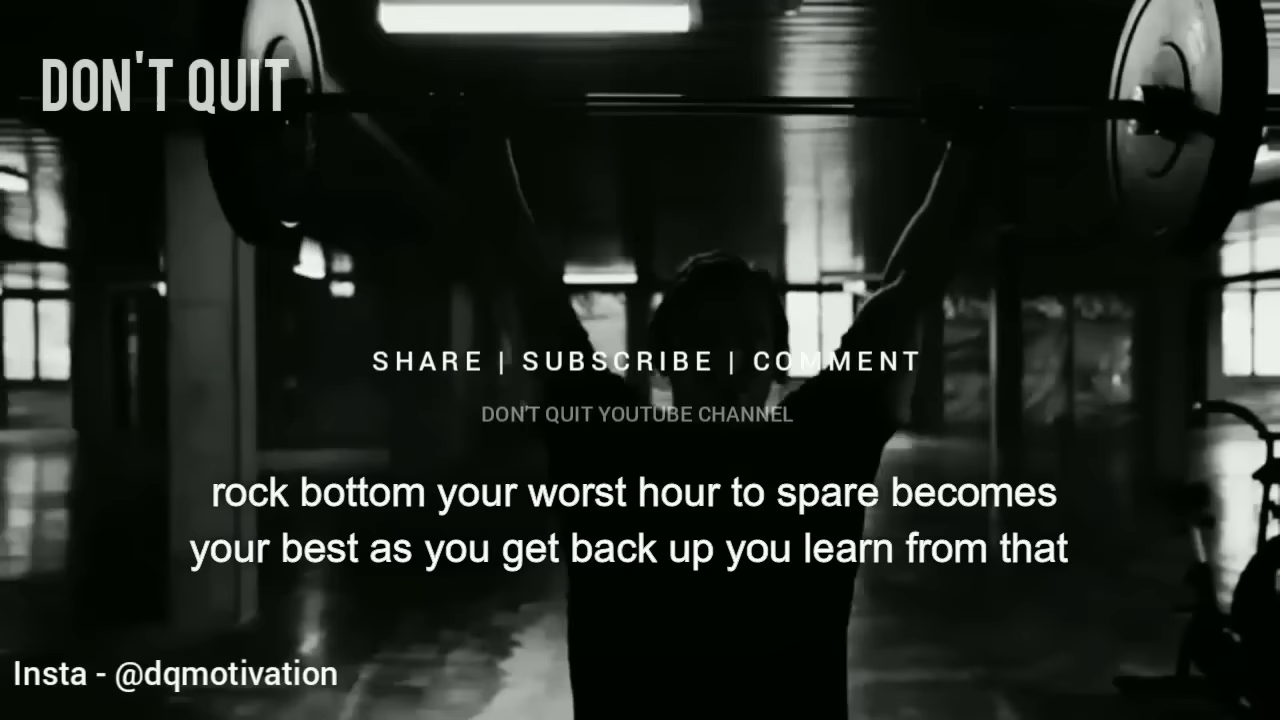 DON'T QUIT
SHARE | SUBSCRIBE | COMMENT
DON'T QUIT YOUTUBE CHANNEL
rock bottom your worst hour to spare becomes
your best as you get back up you learn from that
Insta - @dqmotivation